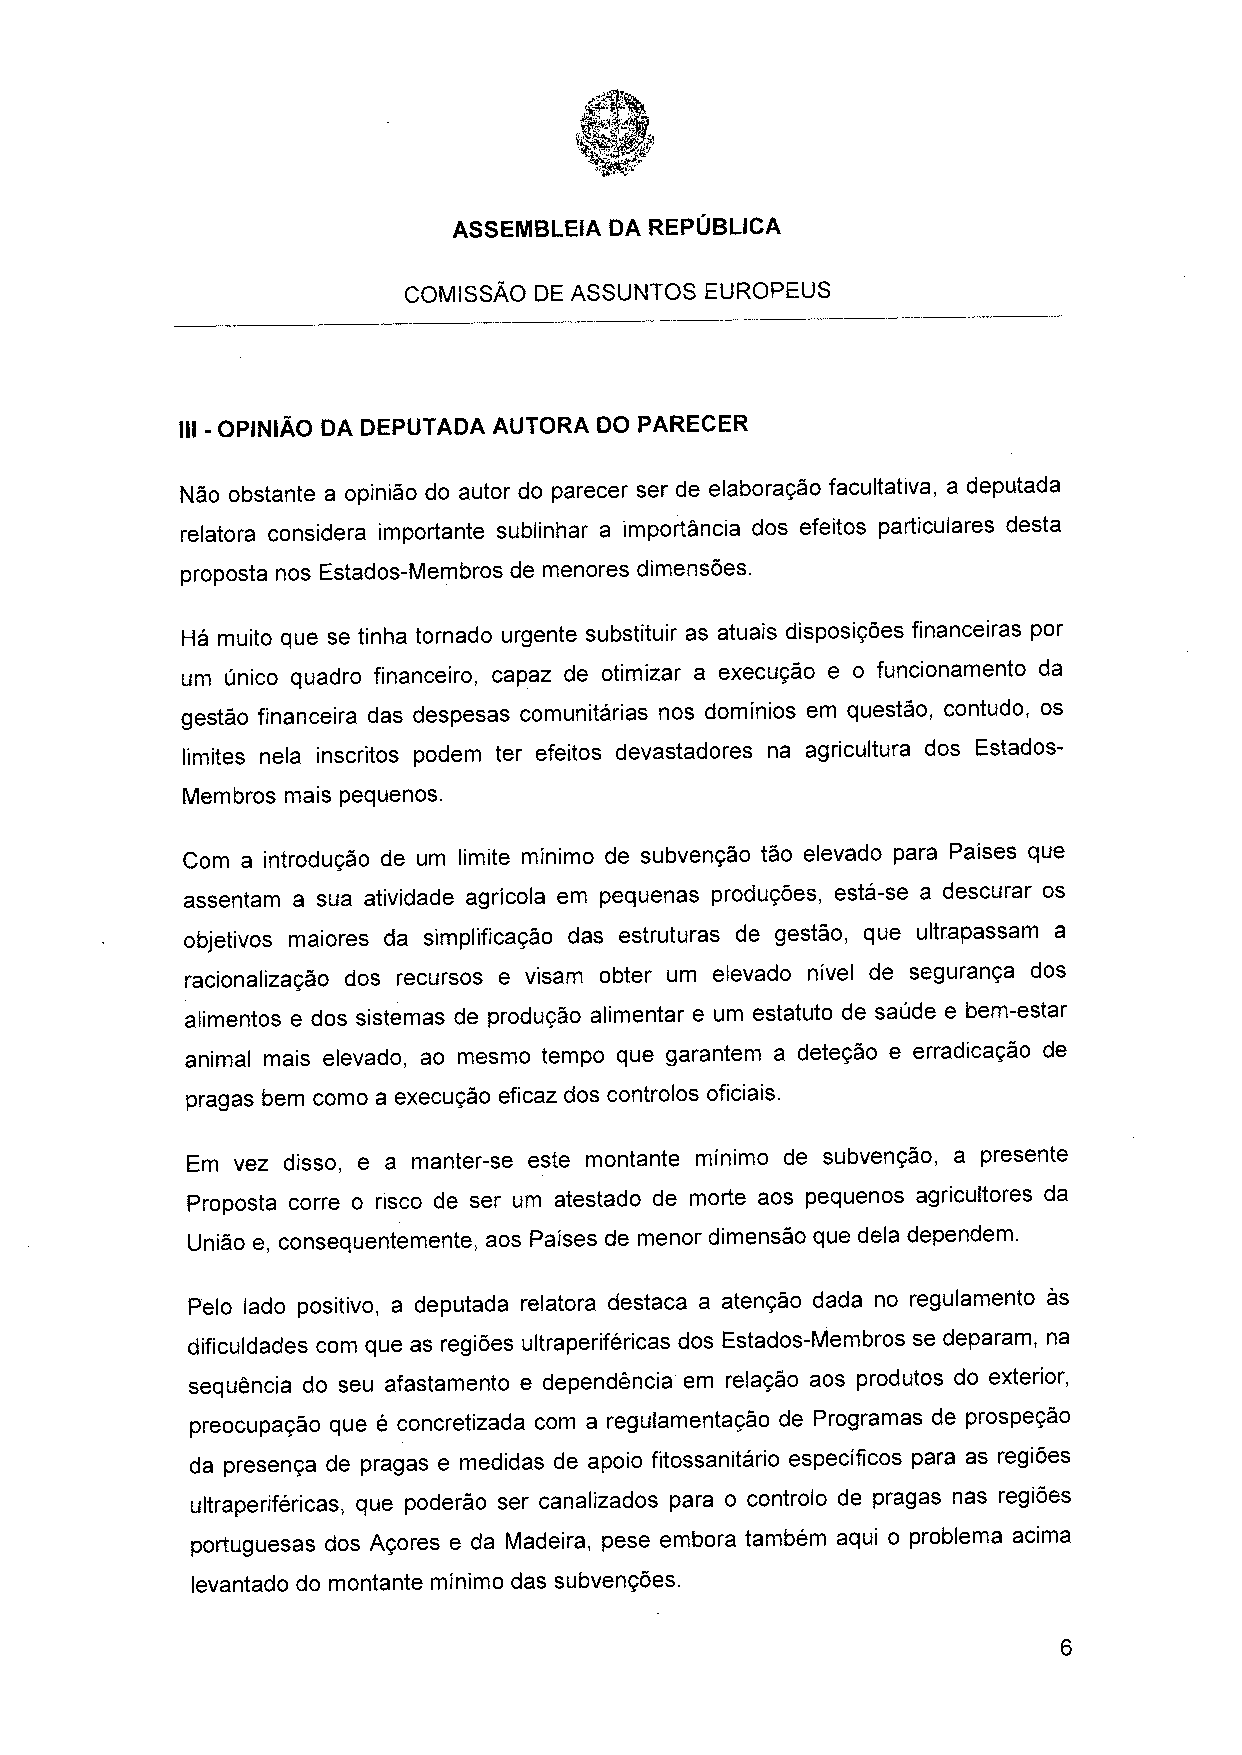 ASSEMBLEIA DA REPÚBLICA
COMISSÃO DE ASSUNTOS EUROPEUS
III - OPINIÃO DA DEPUTADA AUTORA DO PARECER
Não obstante a opinião do autor do parecer ser de elaboração facultativa, a deputada
relatora considera importante sublinhar a importância dos efeitos particulares desta
proposta nos Estados-Membros de menores dimensões.
Há muito que se tinha tornado urgente substituir as atuais disposições financeiras por
um único quadro financeiro, capaz de otimizar a execução e o funcionamento da
gestão financeira das despesas comunitárias nos domínios em questão, contudo, os
limites nela inscritos podem ter efeitos devastadores na agricultura dos Estados-
Membros mais pequenos.
Com a introdução de um limite mínimo de subvenção tão elevado para Países que
assentam a sua atividade agrícola em pequenas produções, está-se a descurar os
objetivos maiores da simplificação das estruturas de gestão, que ultrapassam a
racionalização dos recursos e visam obter um elevado nível de segurança dos
alimentos e dos sistemas de produção alimentar e um estatuto de saúde e bem-estar
animal mais elevado, ao mesmo tempo que garantem a deteção e erradicação de
pragas bem como a execução eficaz dos controlos oficiais.
Em vez disso, e a manter-se este montante mínimo de subvenção, a presente
Proposta corre o risco de ser um atestado de morte aos pequenos agricultores da
União e, consequentemente, aos Países de menor dimensão que dela dependem.
Pelo lado positivo, a deputada relatora destaca a atenção dada no regulamento às
dificuldades com que as regiões ultraperiféricas dos Estados-Membros se deparam, na
sequência do seu afastamento e dependência em relação aos produtos do exterior,
preocupação que é concretizada com a regulamentação de Programas de prospeção
da presença de pragas e medidas de apoio fitossanitário específicos para as regiões
ultraperiféricas, que poderão ser canalizados para o controlo de pragas nas regiões
portuguesas dos Açores e da Madeira, pese embora também aqui o problema acima
levantado do montante mínimo das subvenções.
6